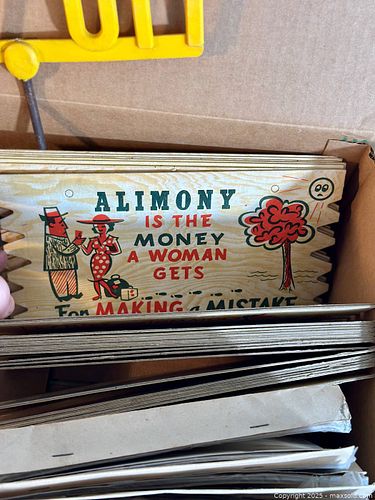 ALIMONY
IS THE
MONEY
A WOMAN
GETS
FOR MAKING A MISTAKE
Copyright 2025 - maxsold.com